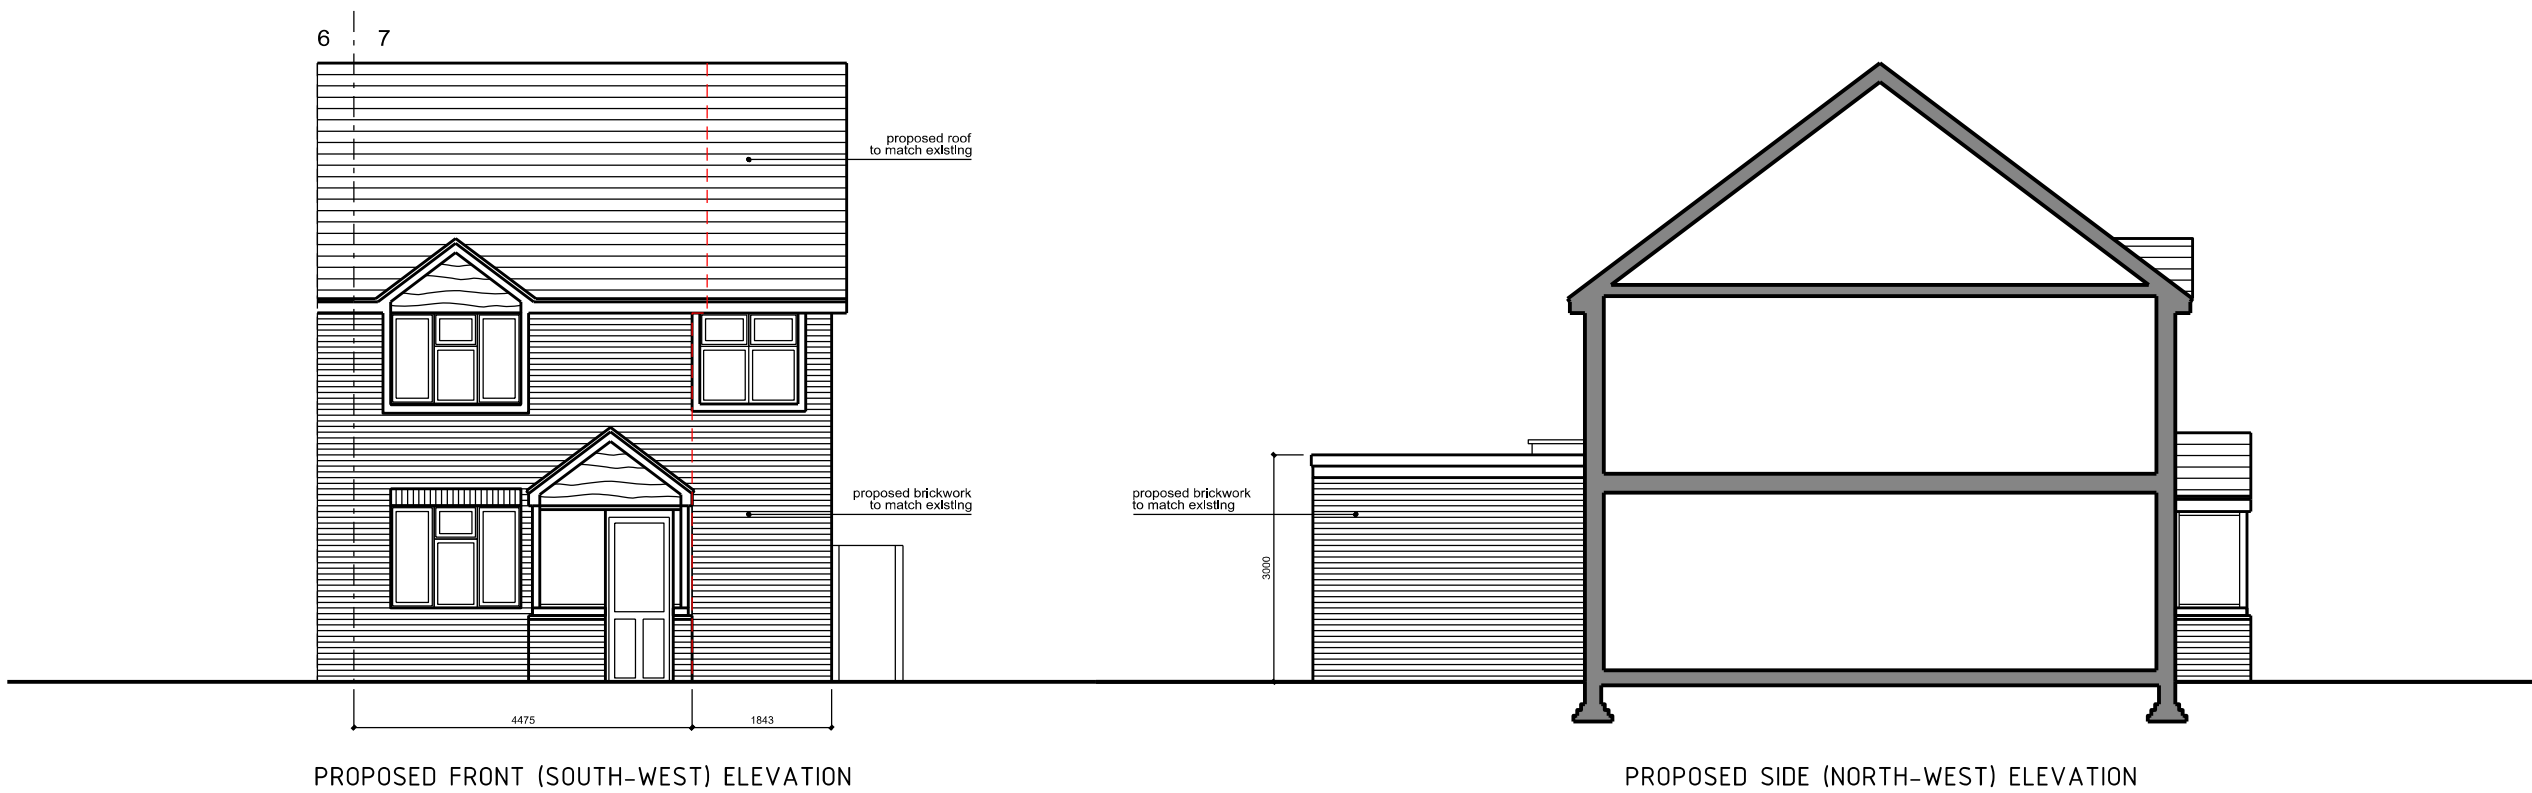 6 7
proposed roof
to match existing
proposed brickwork
to match existing
4475 1843
PROPOSED FRONT (SOUTH-WEST) ELEVATION
proposed brickwork
to match existing
3000
PROPOSED SIDE (NORTH-WEST) ELEVATION